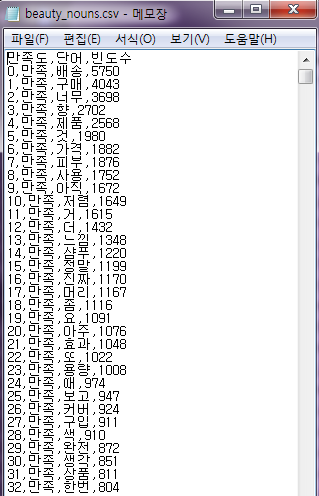 beauty_nouns.csv - 메모장
파일(F) 편집(E) 서식(O) 보기(V) 도움말(H)
만족도,단어,빈도수
0,만족,배송,5750
1,만족,구매,4043
2,만족,너무,3698
3,만족,향,2702
4,만족,제품,2568
5,만족,것,1980
6,만족,가격,1882
7,만족,피부,1876
8,만족,사용,1752
9,만족,아직,1672
10,만족,저렴,1649
11,만족,거,1615
12,만족,더,1432
13,만족,느낌,1348
14,만족,샴푸,1220
15,만족,정말,1199
16,만족,진짜,1170
17,만족,머리,1167
18,만족,좀,1116
19,만족,요,1091
20,만족,아주,1076
21,만족,효과,1048
22,만족,또,1022
23,만족,용량,1008
24,만족,때,974
25,만족,보고,947
26,만족,커버,924
27,만족,구입,911
28,만족,색,910
29,만족,완전,872
30,만족,생각,851
31,만족,상품,811
32,만족,한번,804